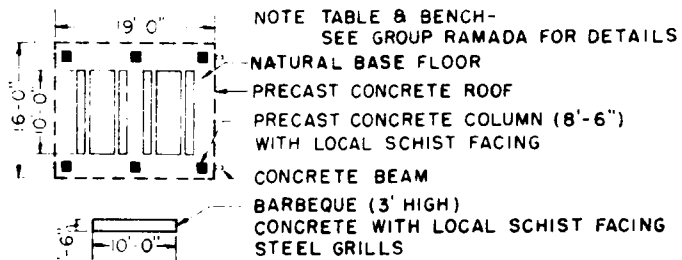 19'-0"
NOTE TABLE & BENCH-
SEE GROUP RAMADA FOR DETAILS
NATURAL BASE FLOOR
PRECAST CONCRETE ROOF
16'-0"
10'-0"
PRECAST CONCRETE COLUMN (8'-6")
WITH LOCAL SCHIST FACING
CONCRETE BEAM
BARBEQUE (3' HIGH)
CONCRETE WITH LOCAL SCHIST FACING
10'-0"
STEEL GRILLS